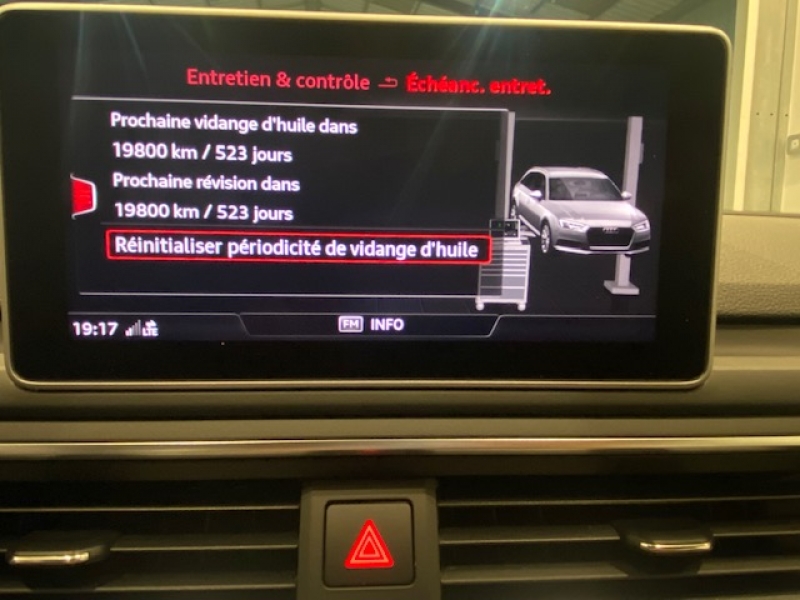 Entretien & contrôle Échéanc. entret.
Prochaine vidange d'huile dans
19800 km / 523 jours
Prochaine révision dans
19800 km / 523 jours
Réinitialiser périodicité de vidange d'huile
19:17 LTE FM INFO